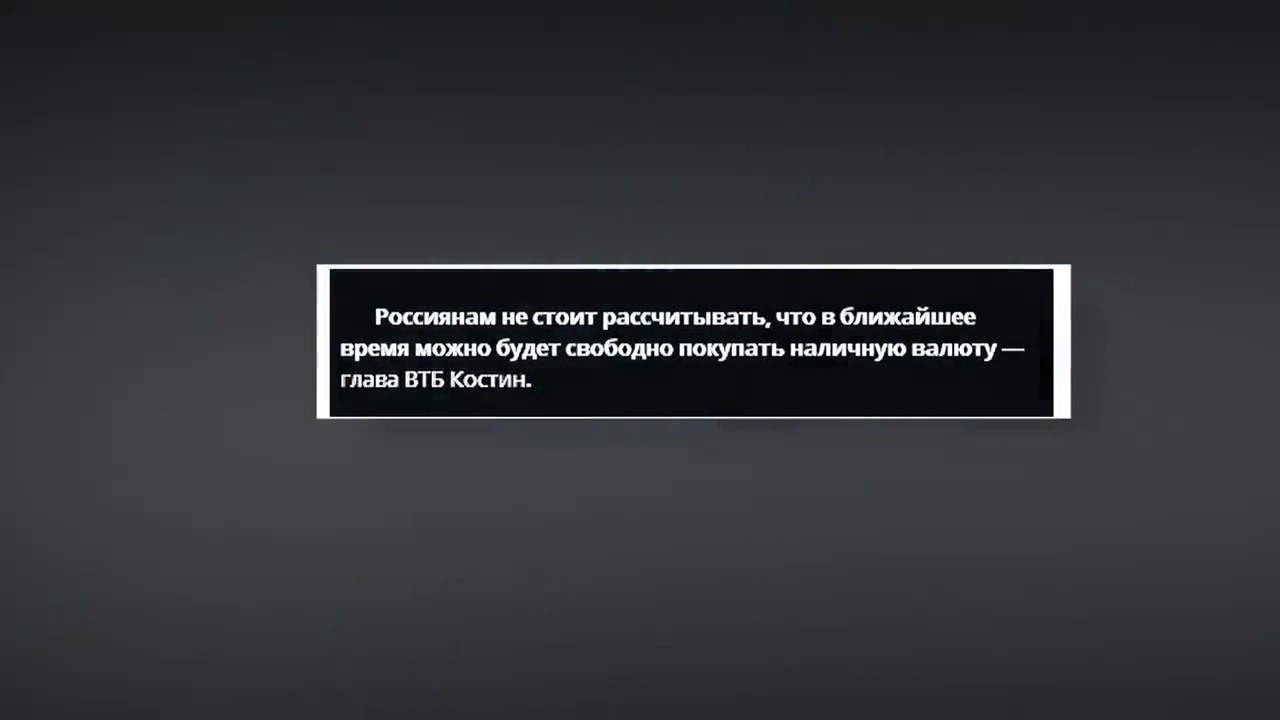 Россиянам не стоит рассчитывать, что в ближайшее
время можно будет свободно покупать наличную валюту —
глава ВТБ Костин.